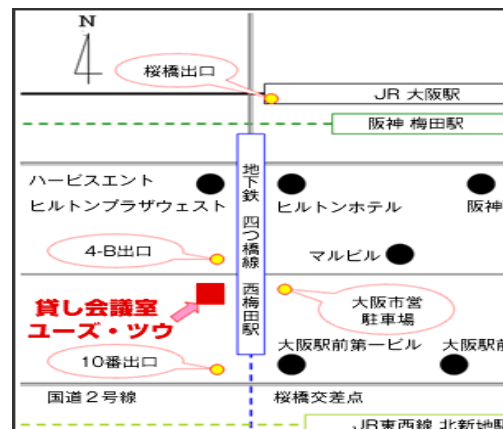 N
桜橋出口
JR 大阪駅
阪神 梅田駅
ハービスエント
ヒルトンプラザウェスト
地下鉄 四つ橋線 西梅田駅
ヒルトンホテル
阪神
4-B出口
マルビル
貸し会議室
ユーズ・ツウ
大阪市営
駐車場
10番出口
大阪駅前第一ビル
大阪駅前
国道2号線
桜橋交差点
JR東西線 北新地駅